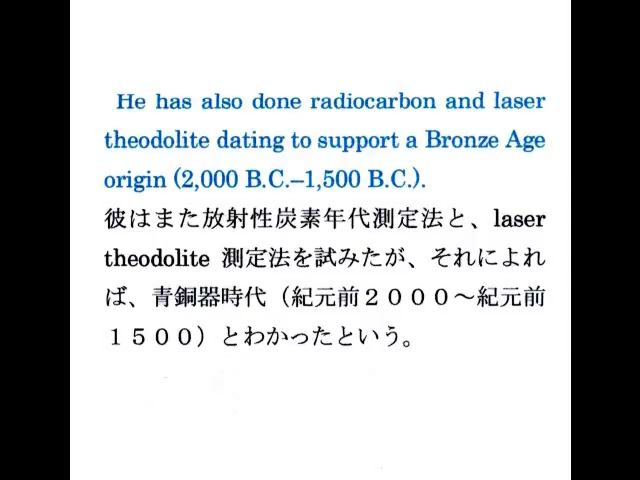 He has also done radiocarbon and laser
theodolite dating to support a Bronze Age
origin (2,000 B.C.–1,500 B.C.).
彼はまた放射性炭素年代測定法と、laser
theodolite 測定法を試みたが、それによれ
ば、青銅器時代（紀元前２０００～紀元前
１５００）とわかったという。